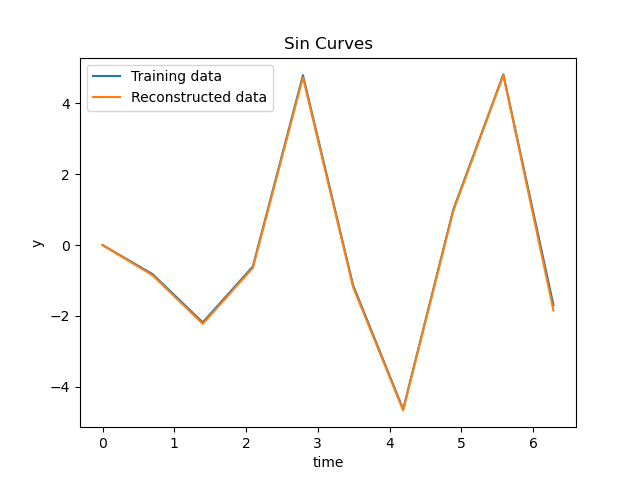 Sin Curves
Training data
Reconstructed data
4
2
0
−2
−4
y
0 1 2 3 4 5 6
time